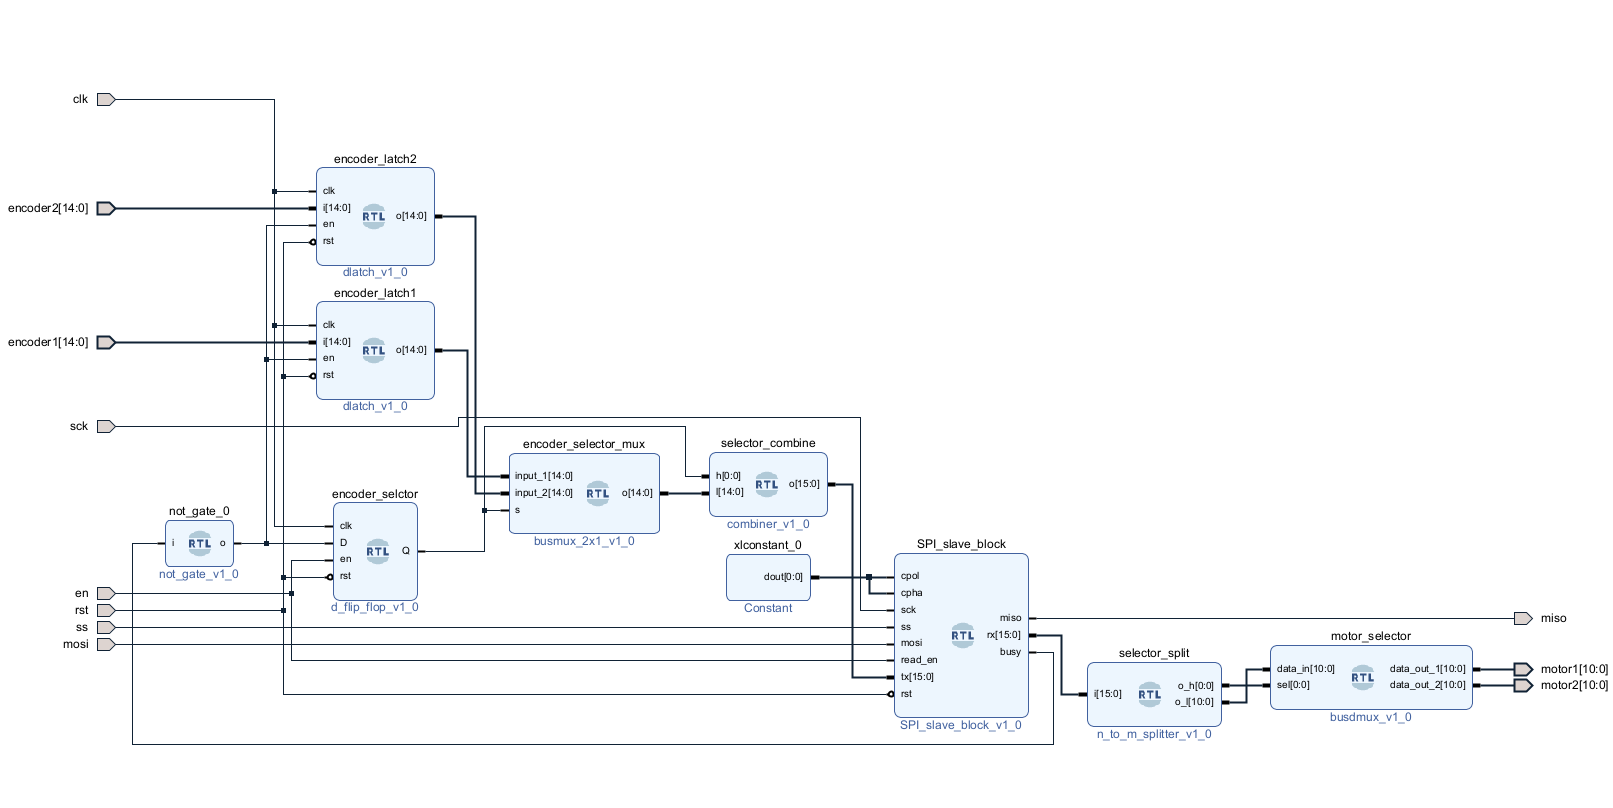 clk
encoder_latch2
clk
encoder2[14:0]
i[14:0]
RTL
o[14:0]
en
rst
dlatch_v1_0
encoder_latch1
clk
encoder1[14:0]
i[14:0]
RTL
o[14:0]
en
rst
dlatch_v1_0
sck
encoder_selector_mux
input_1[14:0]
input_2[14:0]
RTL
o[14:0]
s
busmux_2x1_v1_0
selector_combine
h[0:0]
l[14:0]
RTL
o[15:0]
combiner_v1_0
encoder_selctor
clk
D
RTL
Q
en
rst
d_flip_flop_v1_0
not_gate_0
i
RTL
o
not_gate_v1_0
xlconstant_0
dout[0:0]
Constant
SPI_slave_block
cpol
cpha
sck
ss
mosi
read_en
tx[15:0]
rst
RTL
miso
rx[15:0]
busy
SPI_slave_block_v1_0
en
rst
ss
mosi
miso
selector_split
i[15:0]
RTL
o_h[0:0]
o_l[10:0]
n_to_m_splitter_v1_0
motor_selector
data_in[10:0]
sel[0:0]
RTL
data_out_1[10:0]
data_out_2[10:0]
busdmux_v1_0
motor1[10:0]
motor2[10:0]